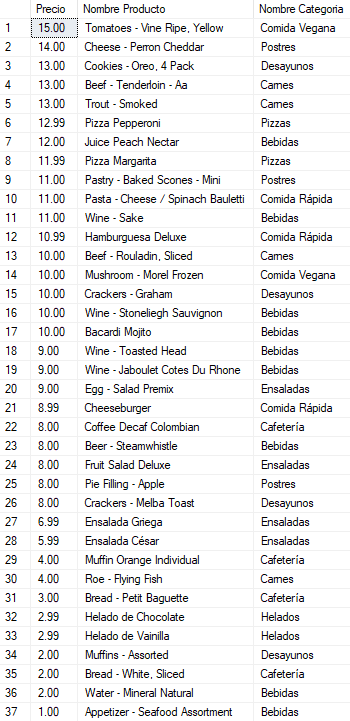 Precio Nombre Producto Nombre Categoria
1 15.00 Tomatoes - Vine Ripe, Yellow Comida Vegana
2 14.00 Cheese - Perron Cheddar Postres
3 13.00 Cookies - Oreo, 4 Pack Desayunos
4 13.00 Beef - Tenderloin - Aa Carnes
5 13.00 Trout - Smoked Carnes
6 12.99 Pizza Pepperoni Pizzas
7 12.00 Juice Peach Nectar Bebidas
8 11.99 Pizza Margarita Pizzas
9 11.00 Pastry - Baked Scones - Mini Postres
10 11.00 Pasta - Cheese / Spinach Bauletti Comida Rápida
11 11.00 Wine - Sake Bebidas
12 10.99 Hamburguesa Deluxe Comida Rápida
13 10.00 Beef - Rouladin, Sliced Carnes
14 10.00 Mushroom - Morel Frozen Comida Vegana
15 10.00 Crackers - Graham Desayunos
16 10.00 Wine - Stoneliegh Sauvignon Bebidas
17 10.00 Bacardi Mojito Bebidas
18 9.00 Wine - Toasted Head Bebidas
19 9.00 Wine - Jaboulet Cotes Du Rhone Bebidas
20 9.00 Egg - Salad Premix Ensaladas
21 8.99 Cheeseburger Comida Rápida
22 8.00 Coffee Decaf Colombian Cafetería
23 8.00 Beer - Steamwhistle Bebidas
24 8.00 Fruit Salad Deluxe Ensaladas
25 8.00 Pie Filling - Apple Postres
26 8.00 Crackers - Melba Toast Desayunos
27 6.99 Ensalada Griega Ensaladas
28 5.99 Ensalada César Ensaladas
29 4.00 Muffin Orange Individual Cafetería
30 4.00 Roe - Flying Fish Carnes
31 3.00 Bread - Petit Baguette Cafetería
32 2.99 Helado de Chocolate Helados
33 2.99 Helado de Vainilla Helados
34 2.00 Muffins - Assorted Desayunos
35 2.00 Bread - White, Sliced Cafetería
36 2.00 Water - Mineral Natural Bebidas
37 1.00 Appetizer - Seafood Assortment Bebidas